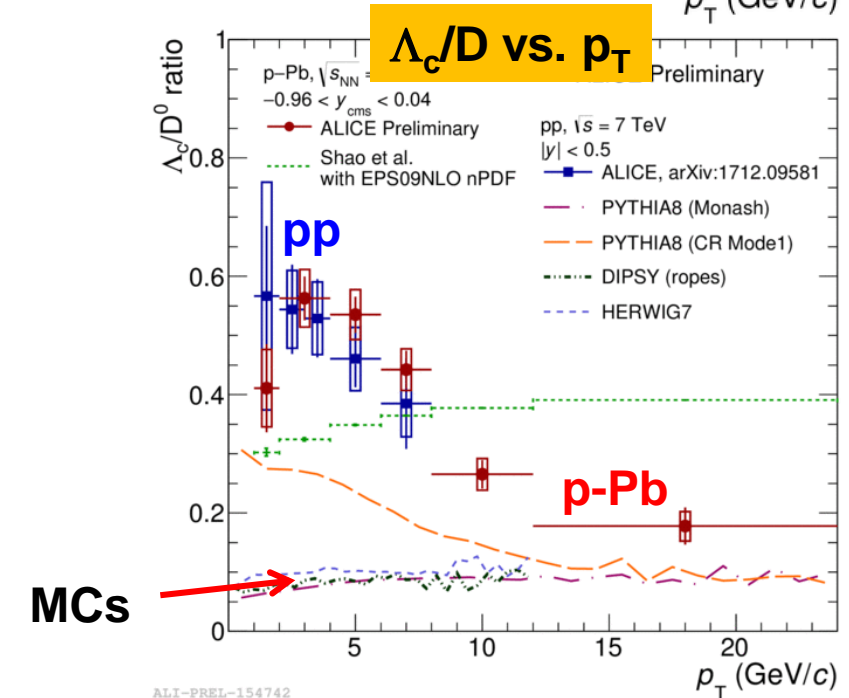 p_T (GeV/c)
Λc/D vs. pT
Λc/D⁰ ratio
p–Pb, √sNN =
−0.96 < ycms < 0.04
ALICE Preliminary
Shao et al.
with EPS09NLO nPDF
Preliminary
pp, √s = 7 TeV
|y| < 0.5
ALICE, arXiv:1712.09581
PYTHIA8 (Monash)
PYTHIA8 (CR Mode1)
DIPSY (ropes)
HERWIG7
pp
p-Pb
MCs
1
0.8
0.6
0.4
0.2
0
5
10
15
20
pT (GeV/c)
ALI-PREL-154742